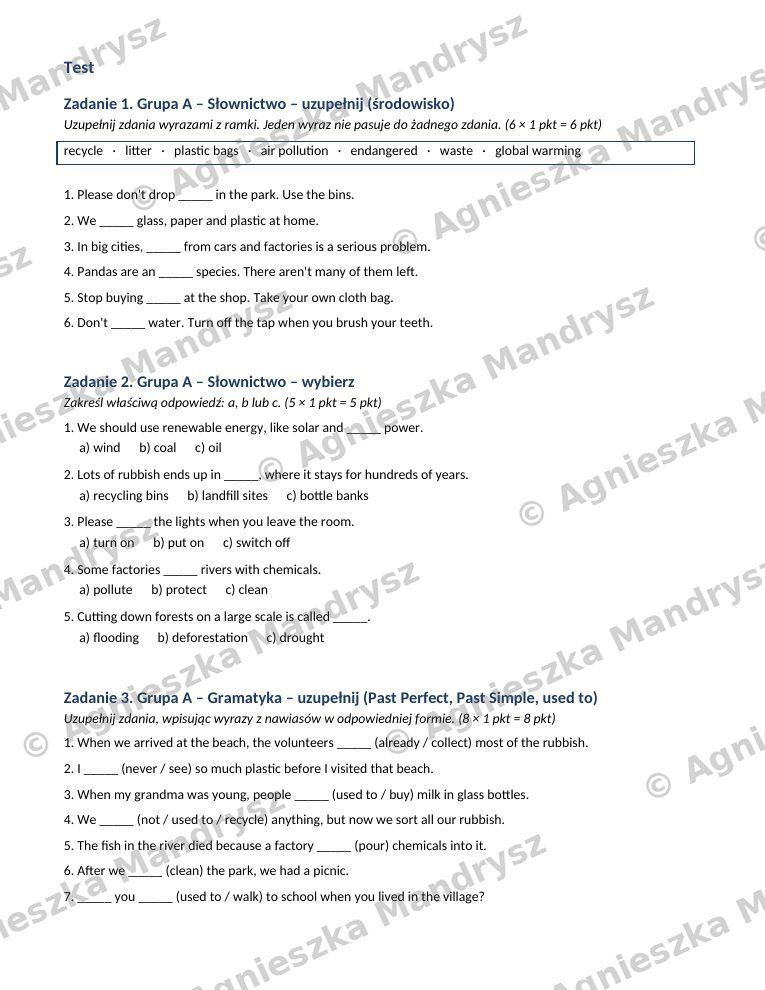 Test
Zadanie 1. Grupa A – Słownictwo – uzupełnij (środowisko)
Uzupełnij zdania wyrazami z ramki. Jeden wyraz nie pasuje do żadnego zdania. (6 × 1 pkt = 6 pkt)
recycle · litter · plastic bags · air pollution · endangered · waste · global warming
1. Please don't drop _____ in the park. Use the bins.
2. We _____ glass, paper and plastic at home.
3. In big cities, _____ from cars and factories is a serious problem.
4. Pandas are an _____ species. There aren't many of them left.
5. Stop buying _____ at the shop. Take your own cloth bag.
6. Don't _____ water. Turn off the tap when you brush your teeth.
Zadanie 2. Grupa A – Słownictwo – wybierz
Zakreśl właściwą odpowiedź: a, b lub c. (5 × 1 pkt = 5 pkt)
1. We should use renewable energy, like solar and _____ power.
a) wind b) coal c) oil
2. Lots of rubbish ends up in _____, where it stays for hundreds of years.
a) recycling bins b) landfill sites c) bottle banks
3. Please _____ the lights when you leave the room.
a) turn on b) put on c) switch off
4. Some factories _____ rivers with chemicals.
a) pollute b) protect c) clean
5. Cutting down forests on a large scale is called _____.
a) flooding b) deforestation c) drought
Zadanie 3. Grupa A – Gramatyka – uzupełnij (Past Perfect, Past Simple, used to)
Uzupełnij zdania, wpisując wyrazy z nawiasów w odpowiedniej formie. (8 × 1 pkt = 8 pkt)
1. When we arrived at the beach, the volunteers _____ (already / collect) most of the rubbish.
2. I _____ (never / see) so much plastic before I visited that beach.
3. When my grandma was young, people _____ (used to / buy) milk in glass bottles.
4. We _____ (not / used to / recycle) anything, but now we sort all our rubbish.
5. The fish in the river died because a factory _____ (pour) chemicals into it.
6. After we _____ (clean) the park, we had a picnic.
7. _____ you _____ (used to / walk) to school when you lived in the village?
© Agnieszka Mandrysz